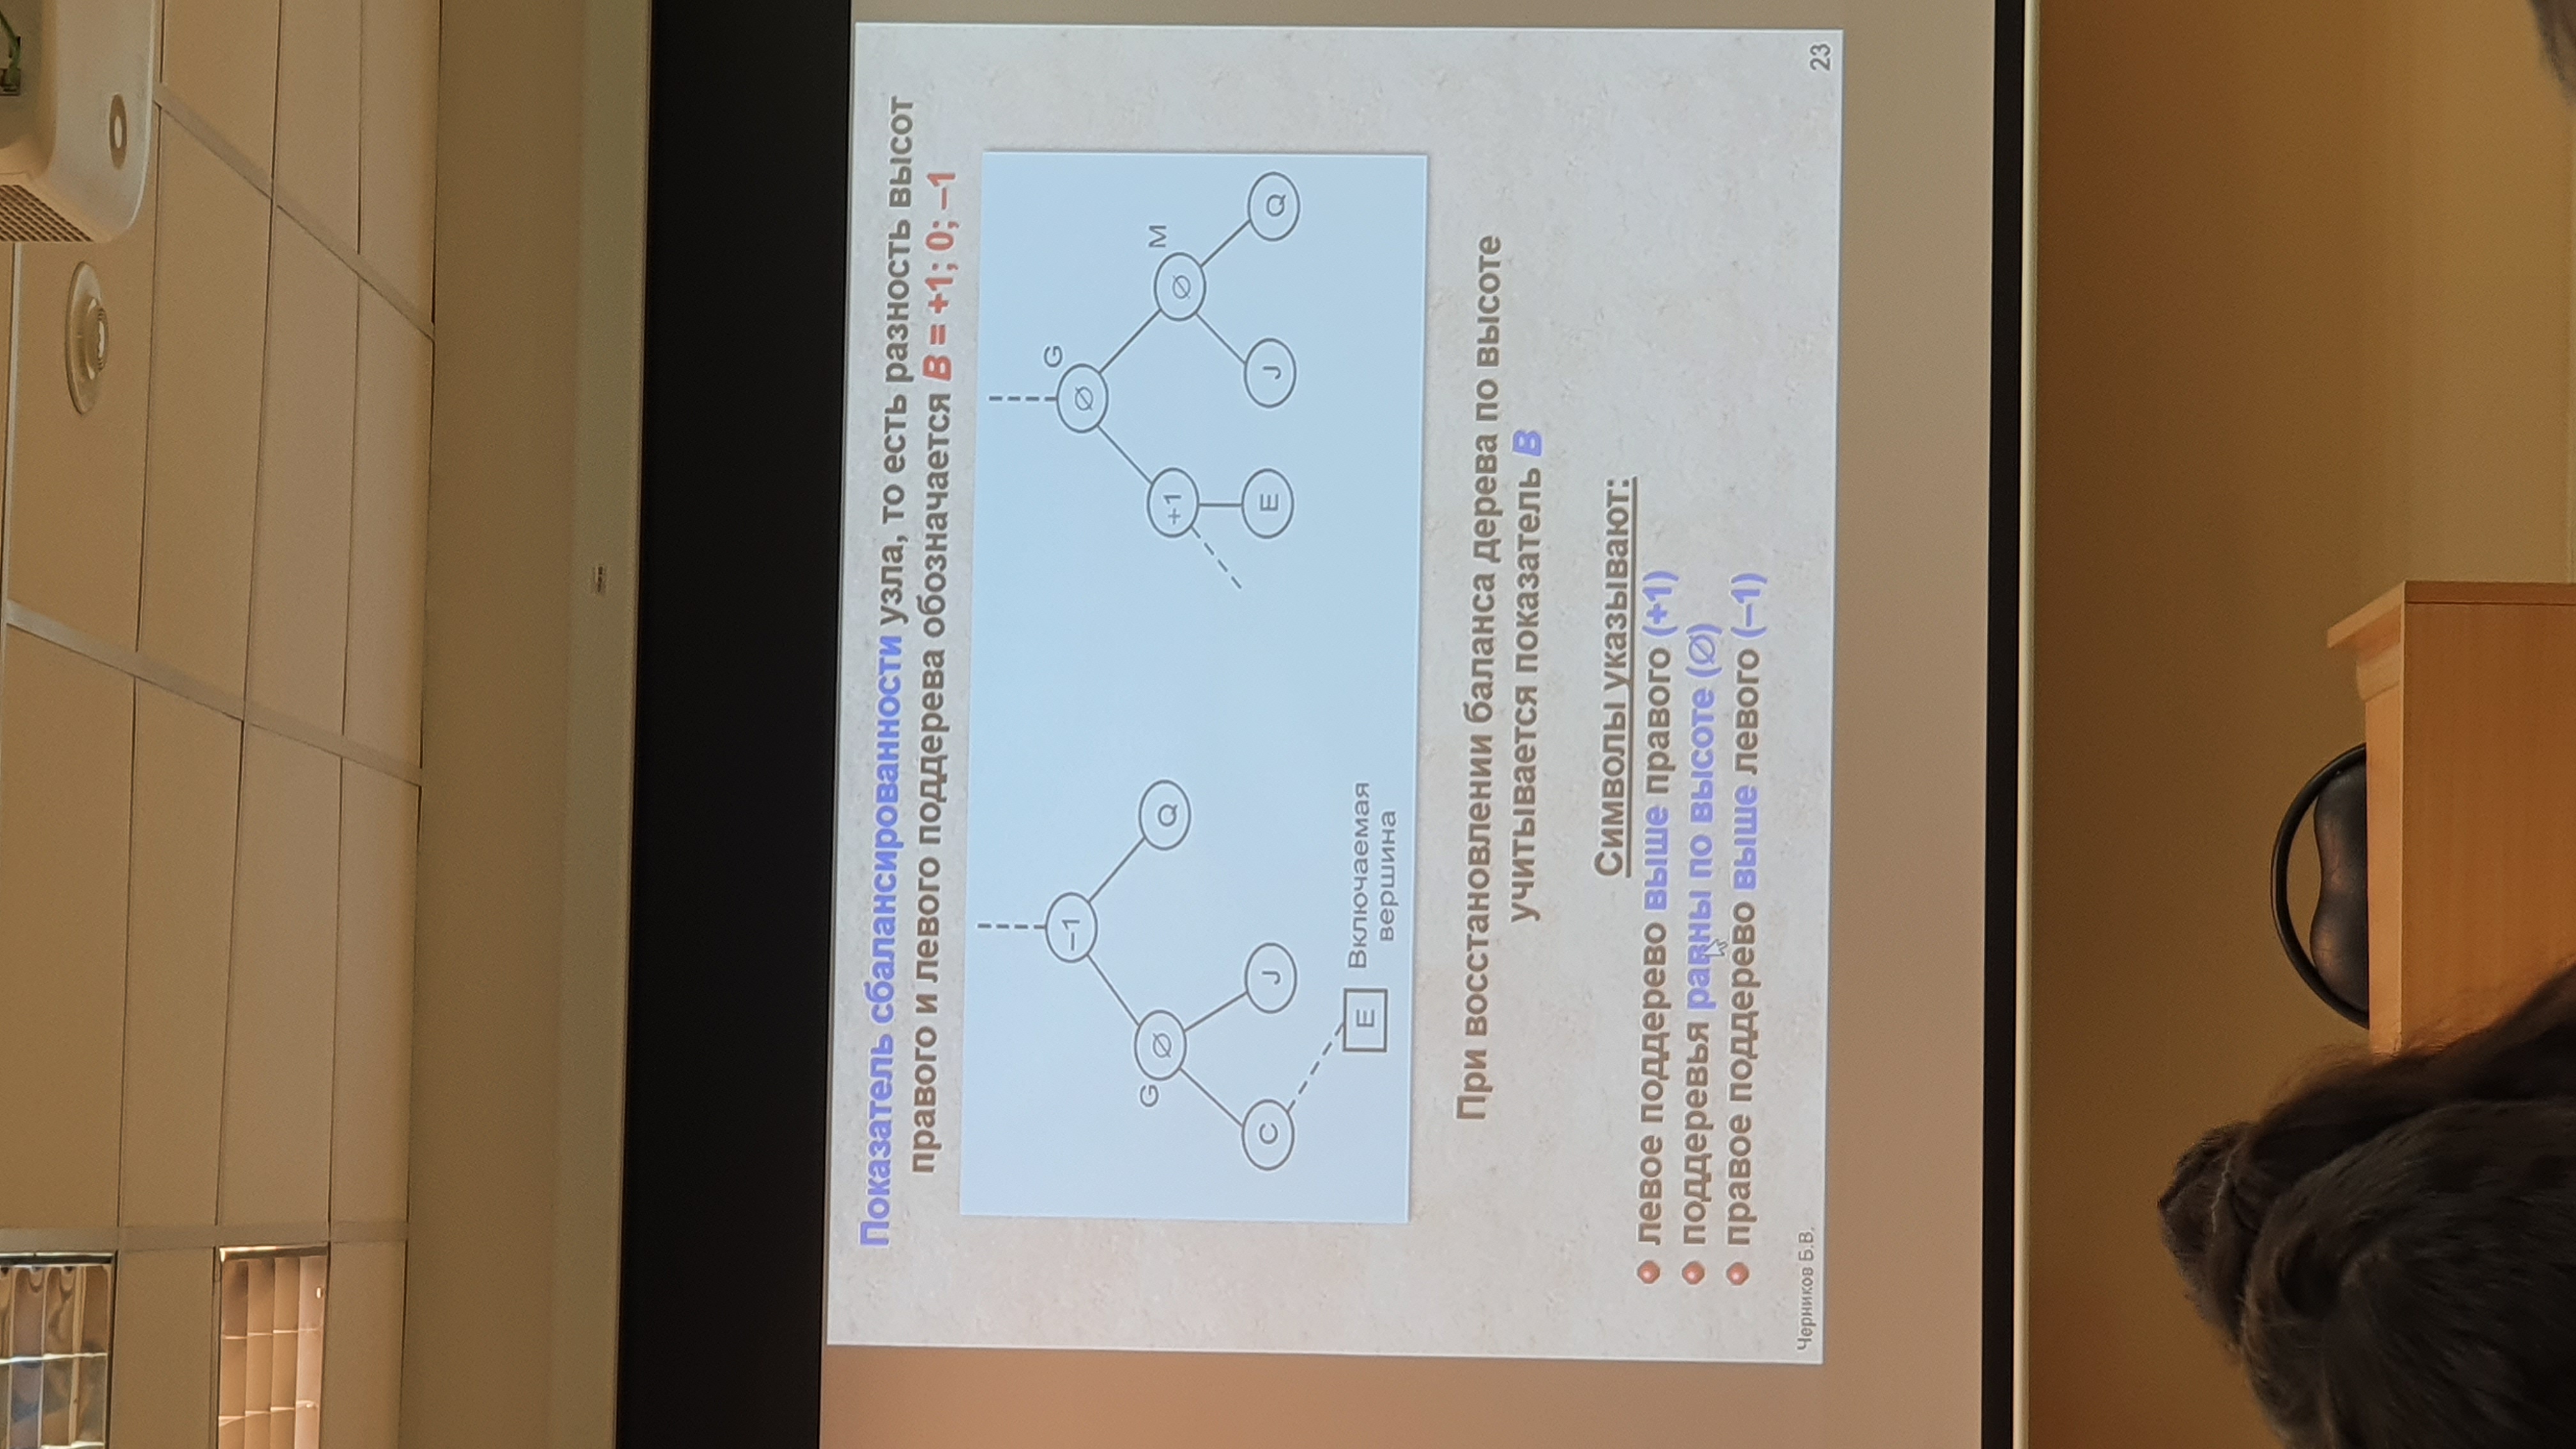 Показатель сбалансированности узла, то есть разность высот
правого и левого поддерева обозначается B = +1; 0; –1
–1
G
∅
Q
C
J
E
Включаемая
вершина
G
∅
+1
M
∅
E
J
Q
При восстановлении баланса дерева по высоте
учитывается показатель B
Символы указывают:
левое поддерево выше правого (+1)
поддеревья равны по высоте (∅)
правое поддерево выше левого (–1)
Черников Б.В.
23